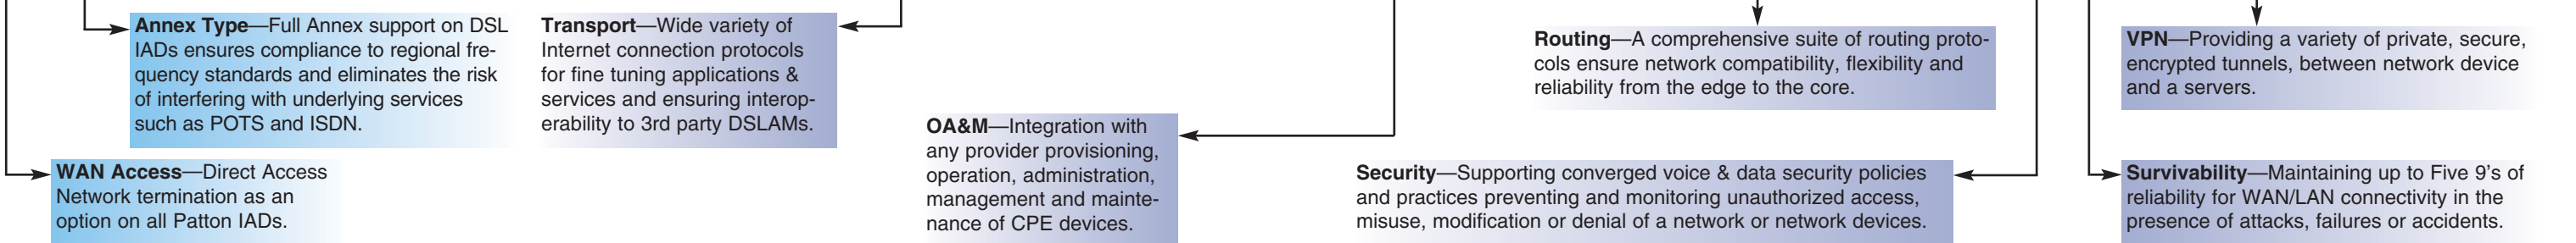 Annex Type—Full Annex support on DSL
IADs ensures compliance to regional fre-
quency standards and eliminates the risk
of interfering with underlying services
such as POTS and ISDN.
Transport—Wide variety of
Internet connection protocols
for fine tuning applications &
services and ensuring interop-
erability to 3rd party DSLAMs.
Routing—A comprehensive suite of routing proto-
cols ensure network compatibility, flexibility and
reliability from the edge to the core.
VPN—Providing a variety of private, secure,
encrypted tunnels, between network device
and a servers.
OA&M—Integration with
any provider provisioning,
operation, administration,
management and mainte-
nance of CPE devices.
WAN Access—Direct Access
Network termination as an
option on all Patton IADs.
Security—Supporting converged voice & data security policies
and practices preventing and monitoring unauthorized access,
misuse, modification or denial of a network or network devices.
Survivability—Maintaining up to Five 9's of
reliability for WAN/LAN connectivity in the
presence of attacks, failures or accidents.